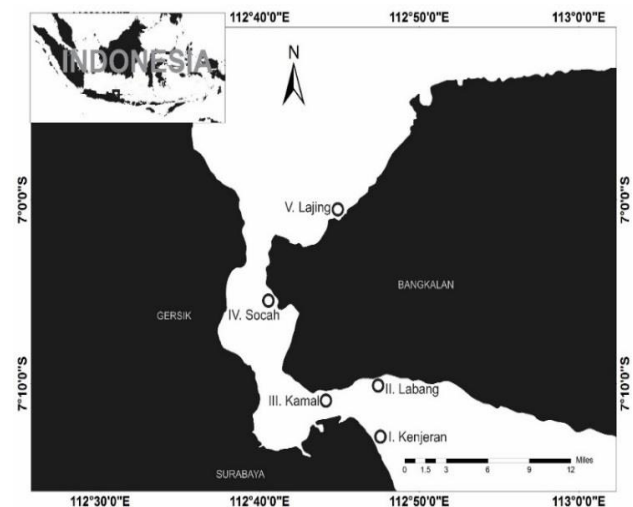 112°40'0"E
112°50'0"E
113°0'0"E
INDONESIA
N
7°0'0"S
7°0'0"S
V. Lajing
BANGKALAN
IV. Socah
GERSIK
7°10'0"S
7°10'0"S
II. Labang
III. Kamal
I. Kenjeran
Miles
0 1.5 3 6 9 12
SURABAYA
112°30'0"E
112°40'0"E
112°50'0"E
113°0'0"E